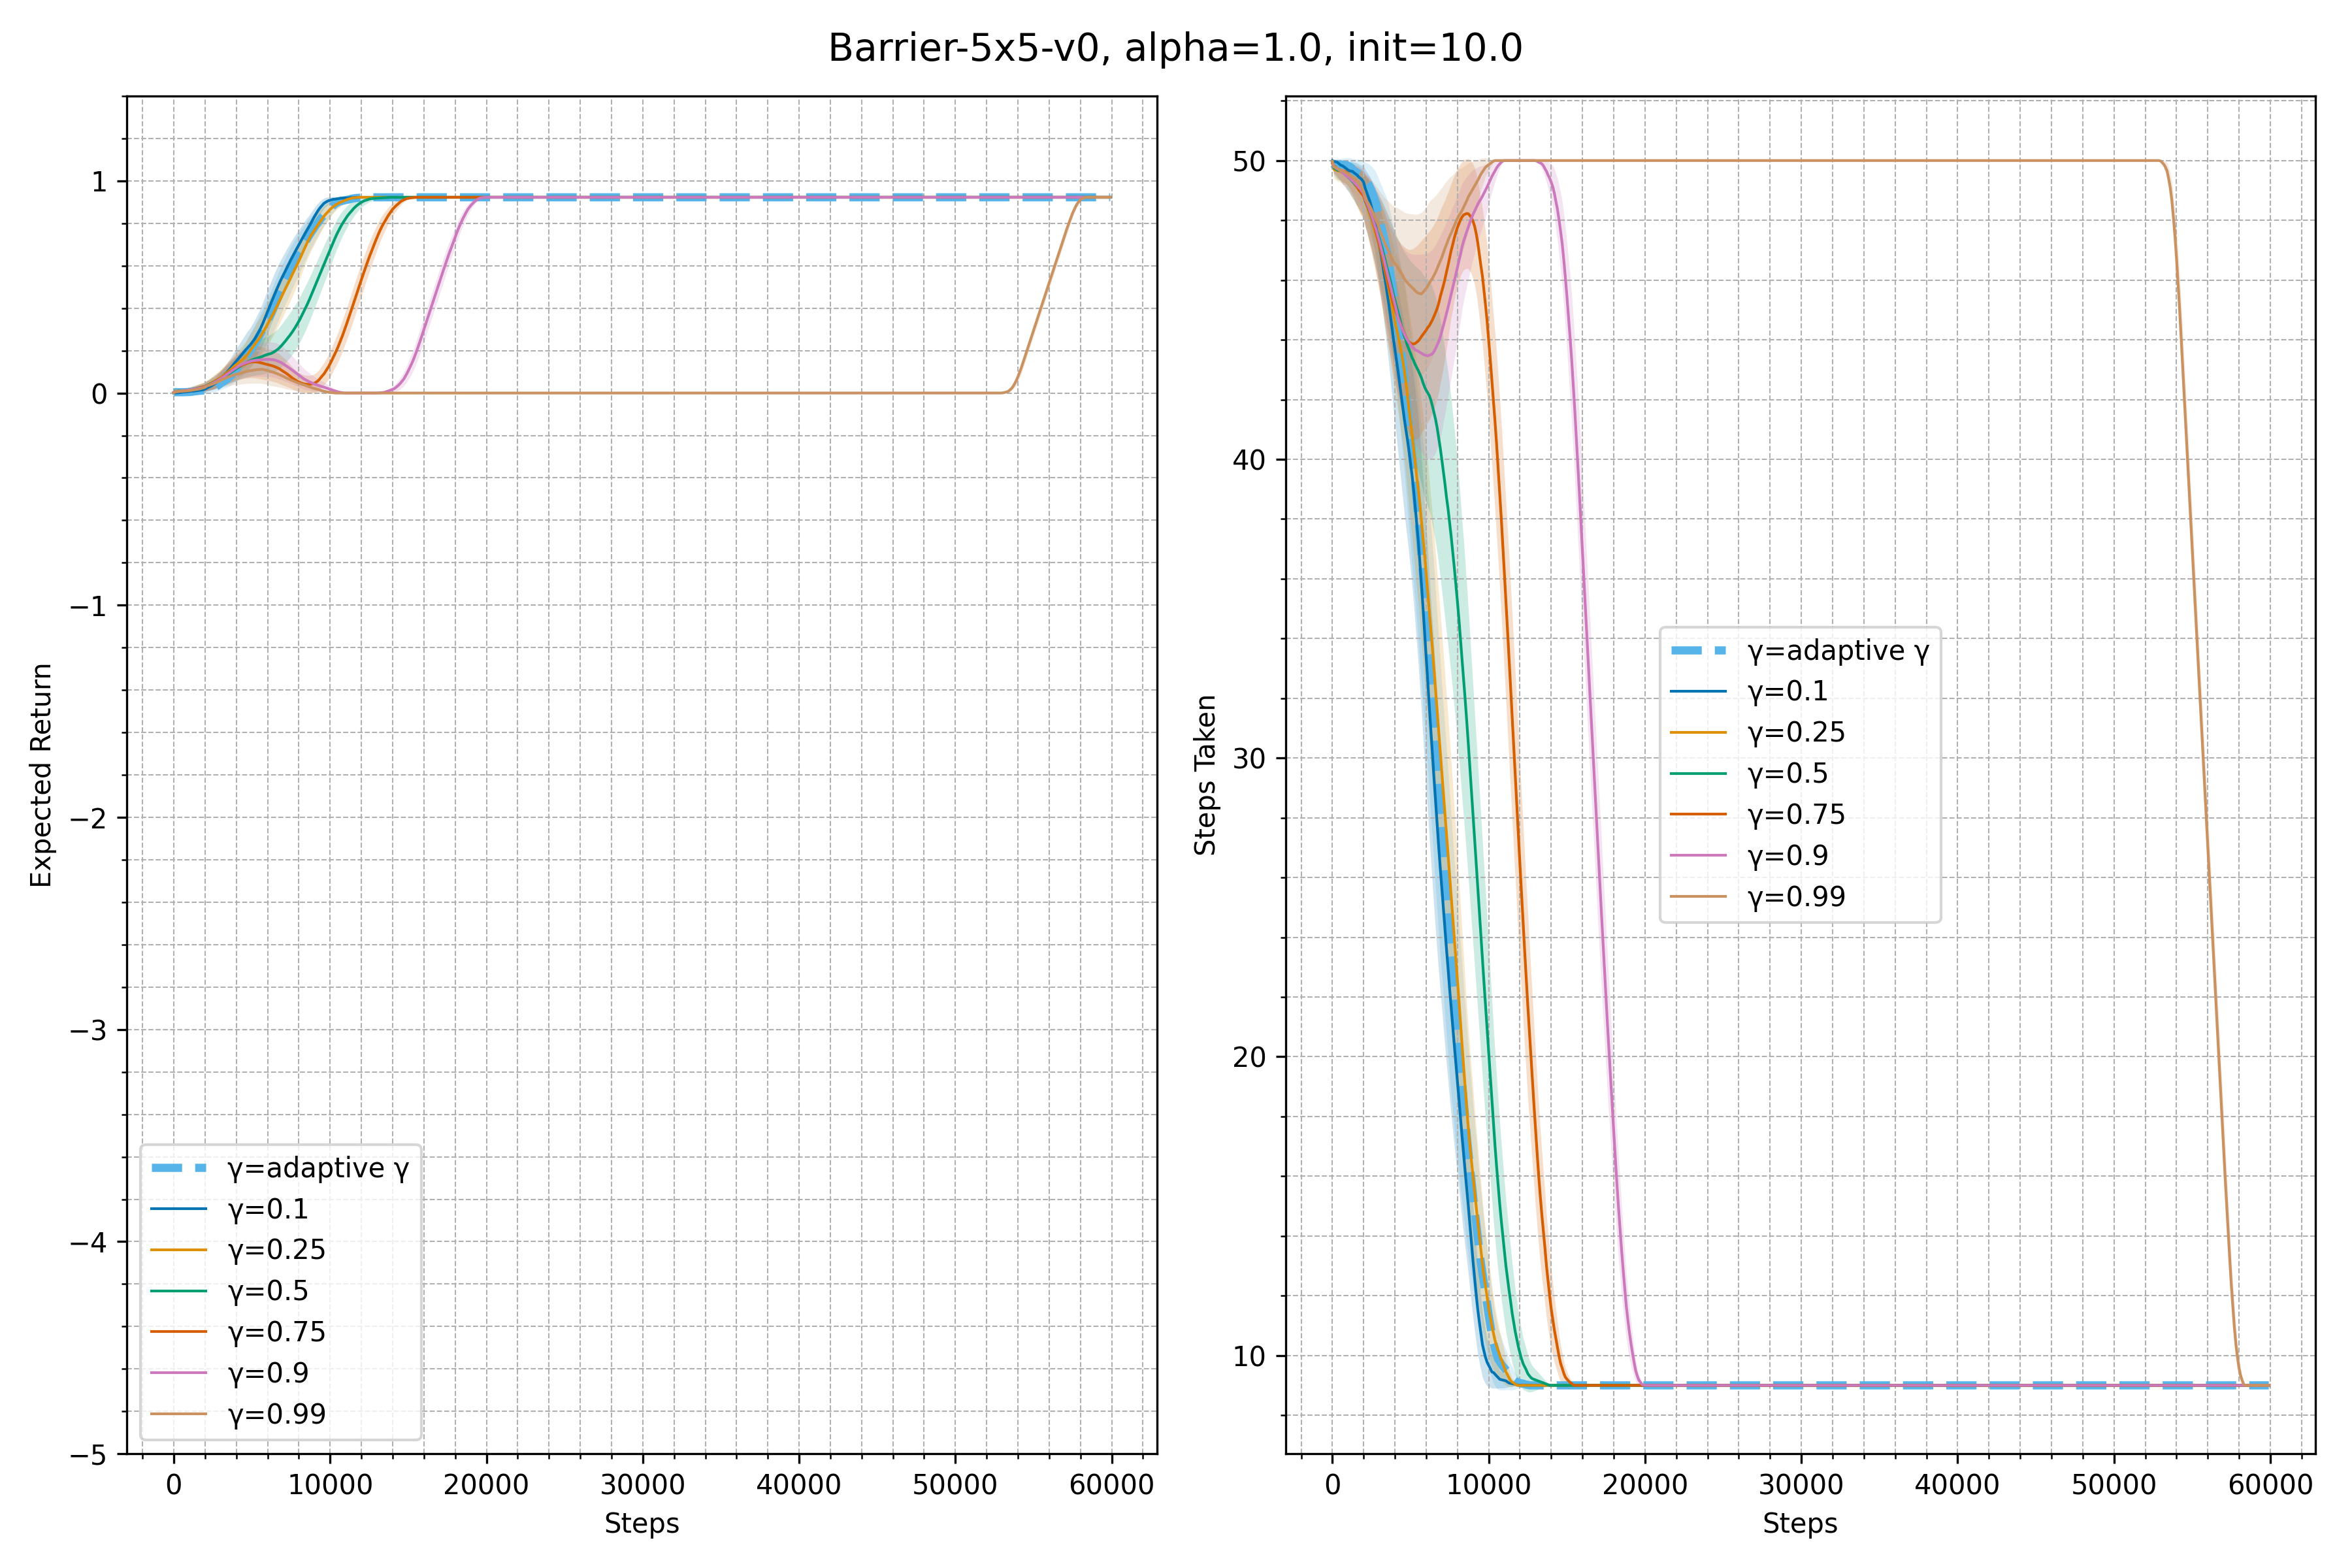 Barrier-5x5-v0, alpha=1.0, init=10.0
Expected Return
1
0
−1
−2
−3
−4
−5
γ=adaptive γ
γ=0.1
γ=0.25
γ=0.5
γ=0.75
γ=0.9
γ=0.99
0 10000 20000 30000 40000 50000 60000
Steps
Steps Taken
50
40
30
20
10
γ=adaptive γ
γ=0.1
γ=0.25
γ=0.5
γ=0.75
γ=0.9
γ=0.99
0 10000 20000 30000 40000 50000 60000
Steps